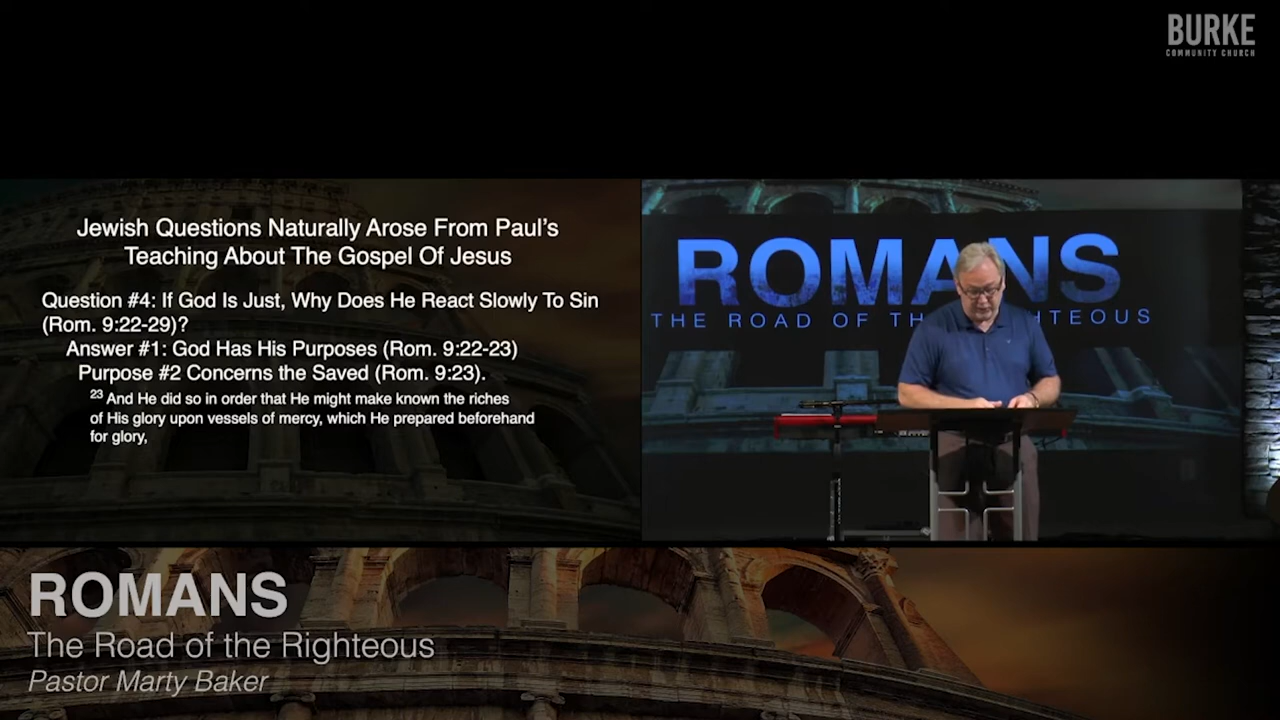 BURKE
COMMUNITY CHURCH
Jewish Questions Naturally Arose From Paul's
Teaching About The Gospel Of Jesus
Question #4: If God Is Just, Why Does He React Slowly To Sin
(Rom. 9:22-29)?
Answer #1: God Has His Purposes (Rom. 9:22-23)
Purpose #2 Concerns the Saved (Rom. 9:23).
23 And He did so in order that He might make known the riches
of His glory upon vessels of mercy, which He prepared beforehand
for glory,
ROMANS
THE ROAD OF TH HTEOUS
ROMANS
The Road of the Righteous
Pastor Marty Baker